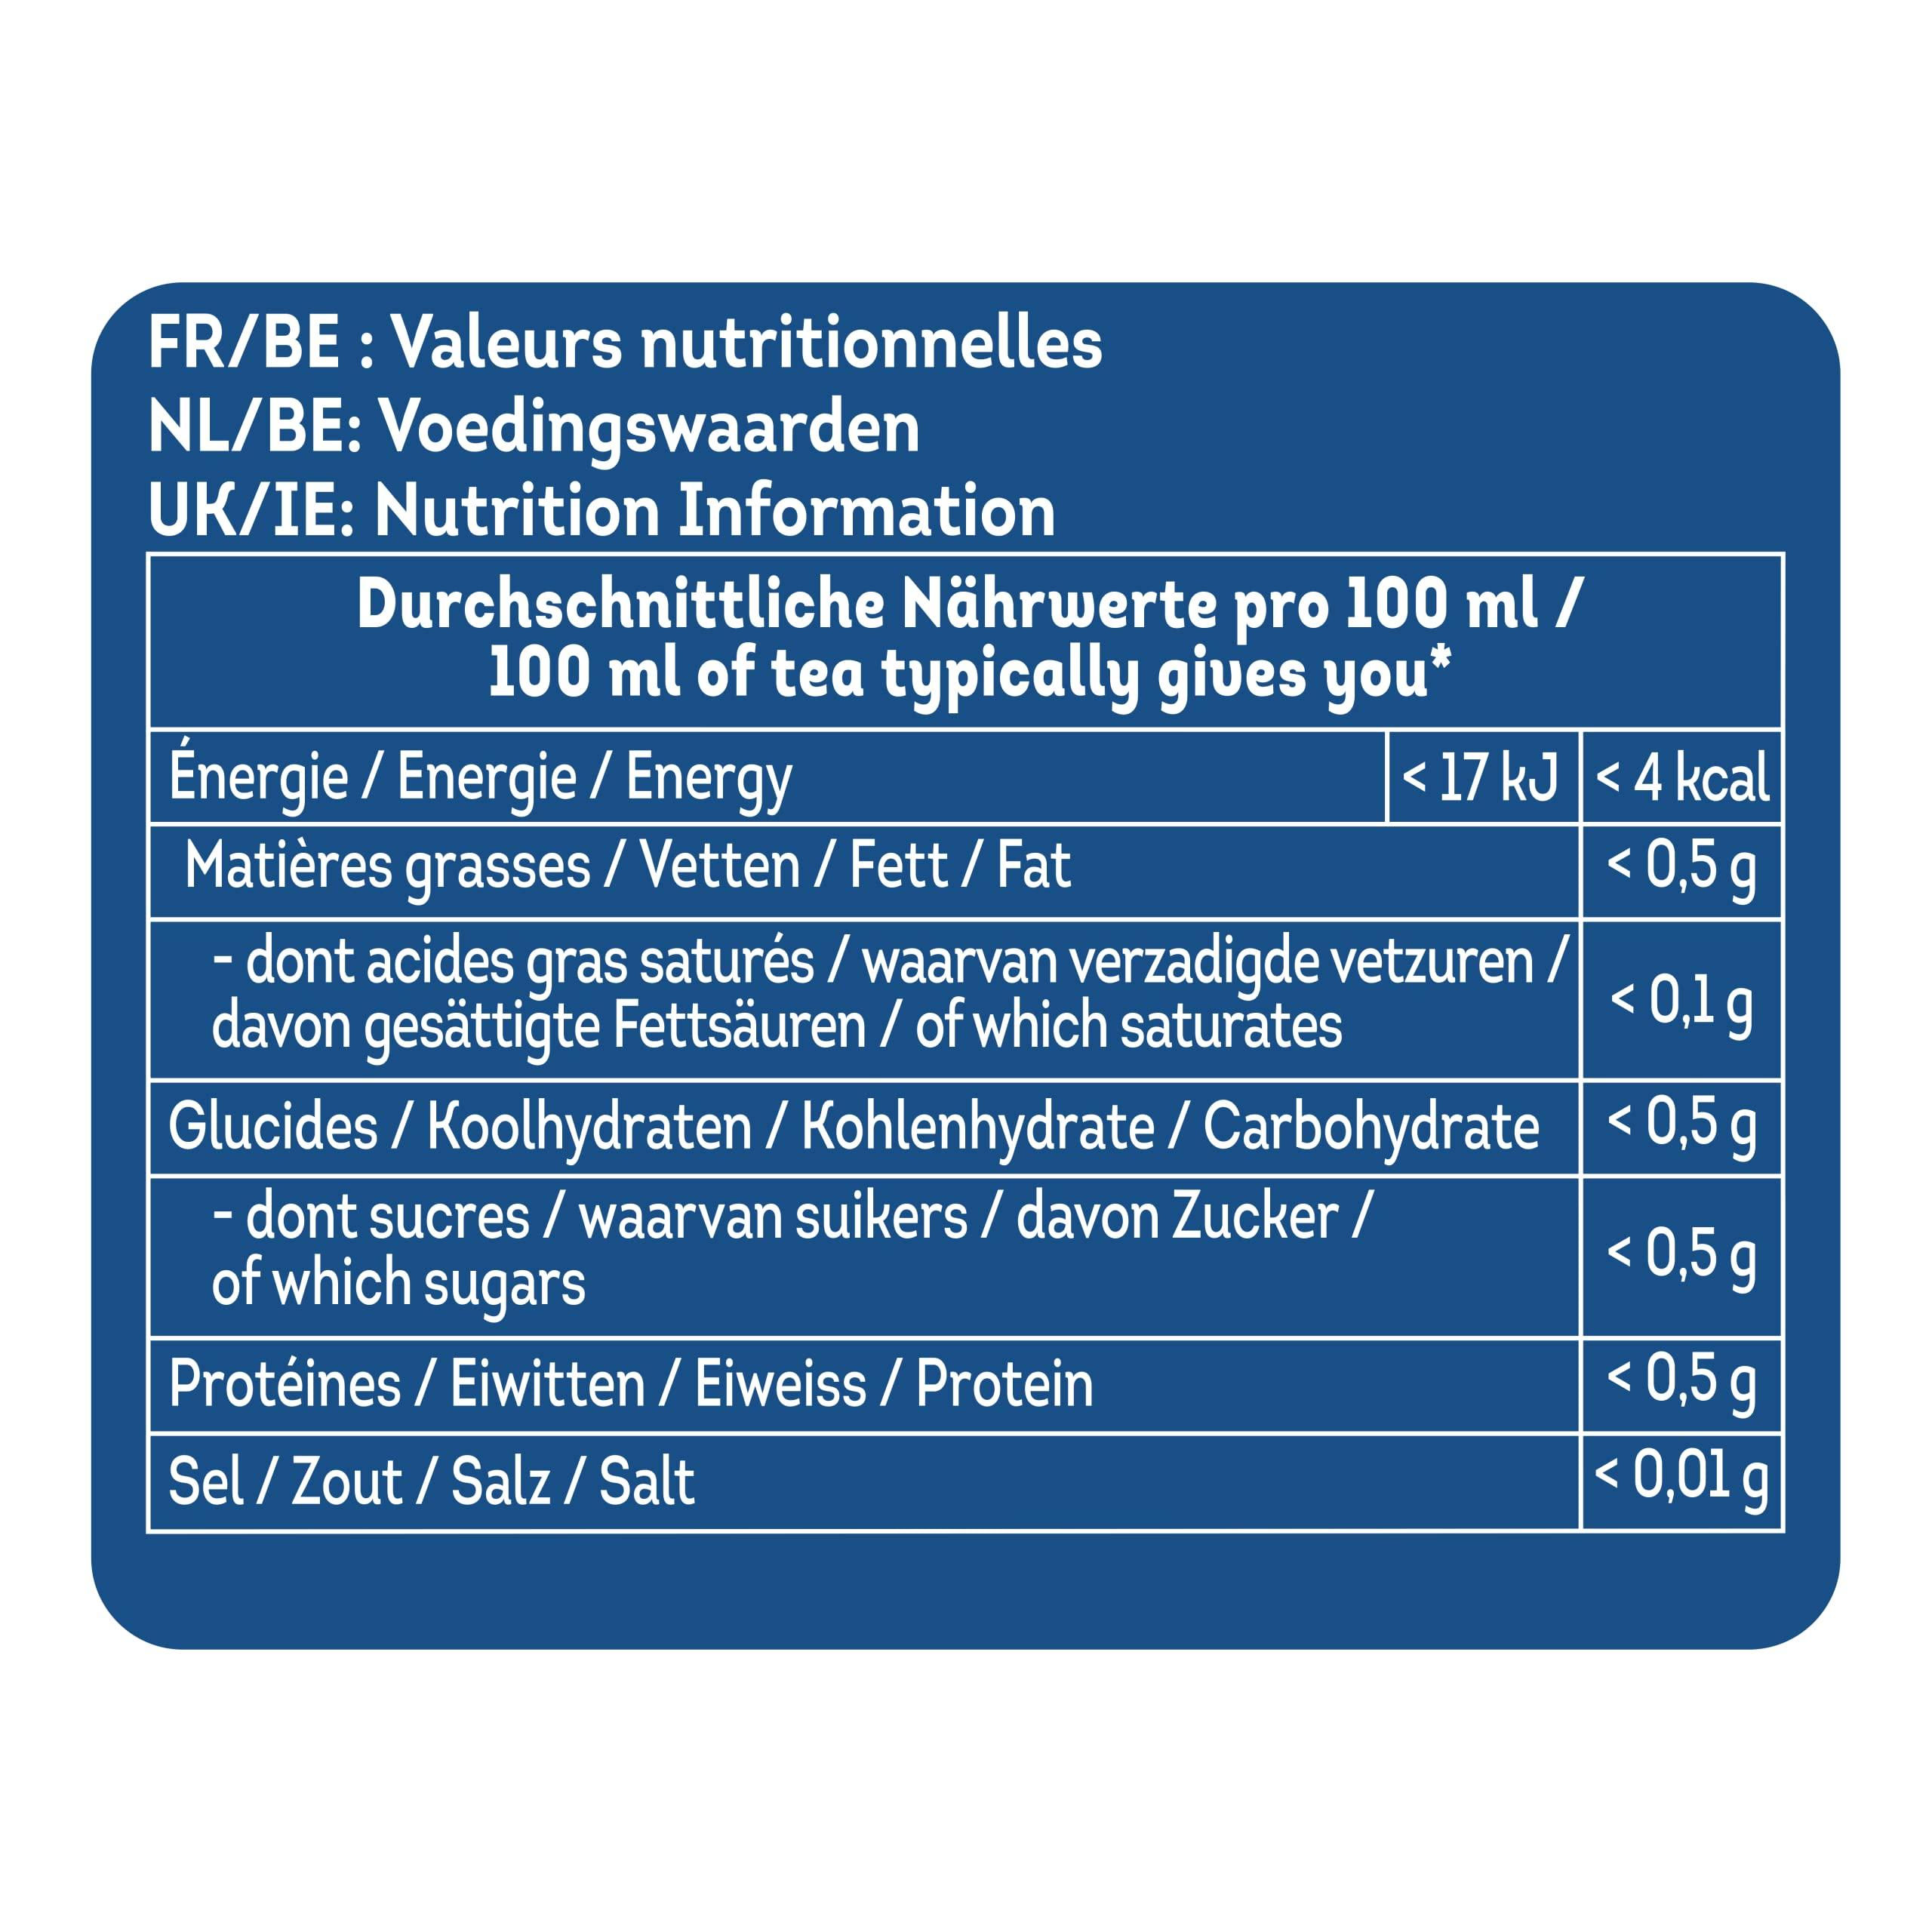 FR/BE : Valeurs nutritionnelles
NL/BE: Voedingswaarden
UK/IE: Nutrition Information
Durchschnittliche Nährwerte pro 100 ml /
100 ml of tea typically gives you*
Énergie / Energie / Energy < 17 kJ < 4 kcal
Matières grasses / Vetten / Fett / Fat < 0,5 g
- dont acides gras saturés / waarvan verzadigde vetzuren /
davon gesättigte Fettsäuren / of which saturates < 0,1 g
Glucides / Koolhydraten / Kohlenhydrate / Carbohydrate < 0,5 g
- dont sucres / waarvan suikers / davon Zucker /
of which sugars < 0,5 g
Protéines / Eiwitten / Eiweiss / Protein < 0,5 g
Sel / Zout / Salz / Salt < 0,01 g